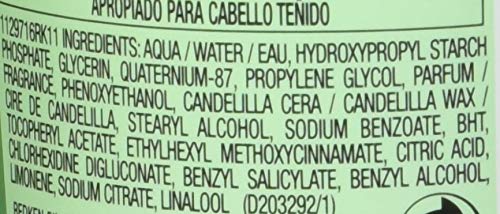 APROPIADO PARA CABELLO TEÑIDO
1129716RK11 INGREDIENTS: AQUA / WATER / EAU, HYDROXYPROPYL STARCH
PHOSPHATE, GLYCERIN, QUATERNIUM-87, PROPYLENE GLYCOL, PARFUM /
FRAGRANCE, PHENOXYETHANOL, CANDELILLA CERA / CANDELILLA WAX /
CIRE DE CANDELILLA, STEARYL ALCOHOL, SODIUM BENZOATE, BHT,
TOCOPHERYL ACETATE, ETHYLHEXYL METHOXYCINNAMATE, CITRIC ACID,
CHLORHEXIDINE DIGLUCONATE, BENZYL SALICYLATE, BENZYL ALCOHOL,
LIMONENE, SODIUM CITRATE, LINALOOL (D203292/1)
REDKEN